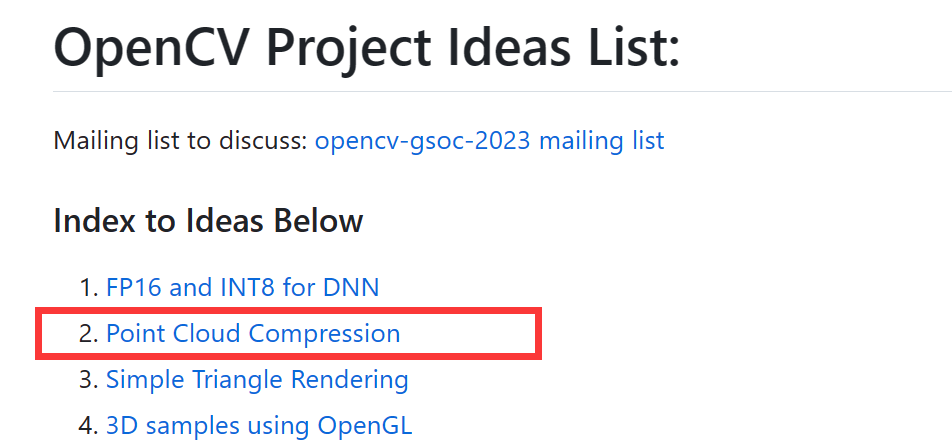 OpenCV Project Ideas List:
Mailing list to discuss: opencv-gsoc-2023 mailing list
Index to Ideas Below
1. FP16 and INT8 for DNN
2. Point Cloud Compression
3. Simple Triangle Rendering
4. 3D samples using OpenGL